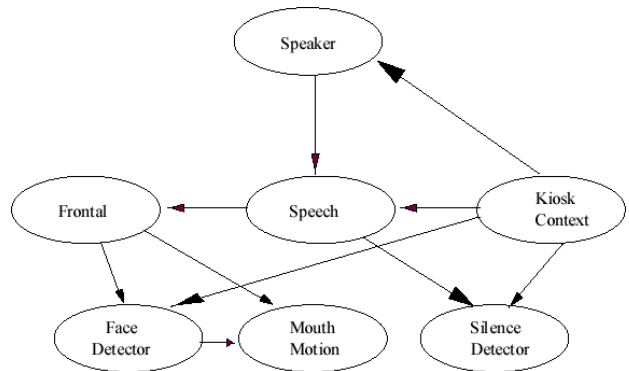 Speaker
Frontal
Speech
Kiosk
Context
Face
Detector
Mouth
Motion
Silence
Detector